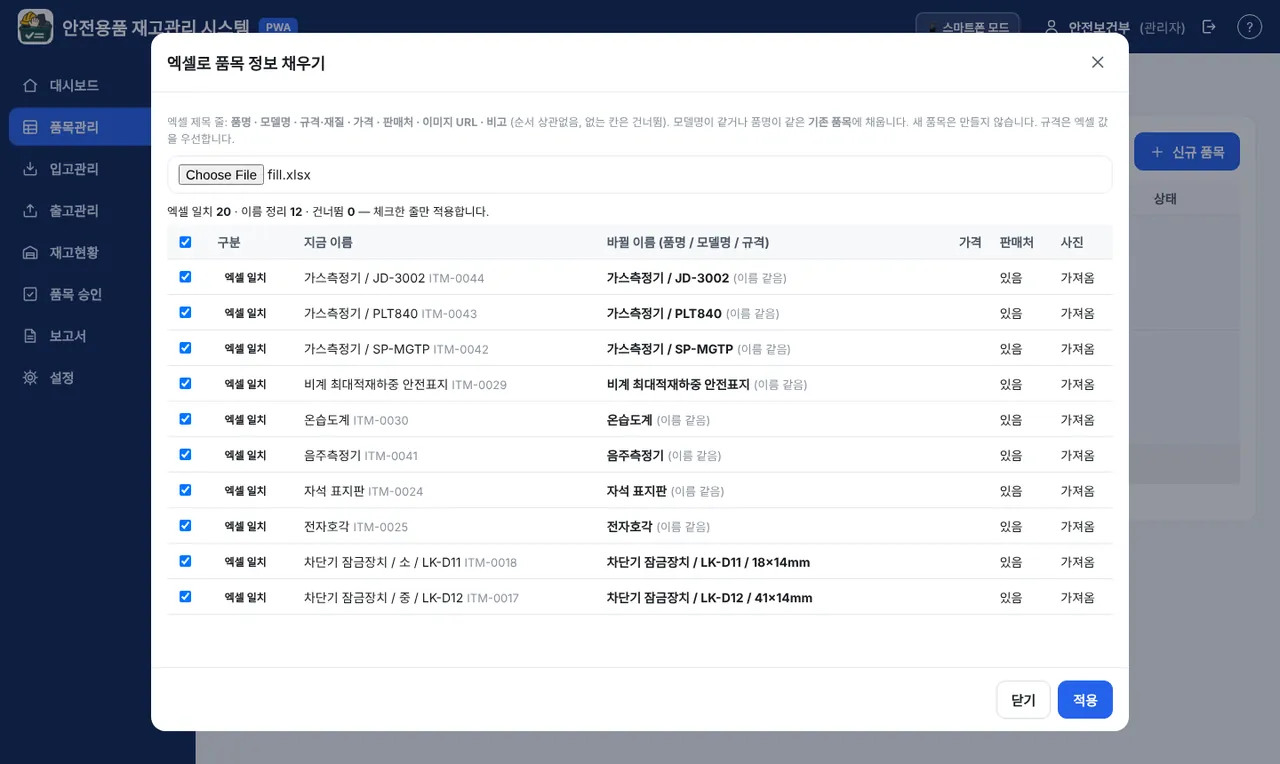 안전용품 재고관리 시스템 PWA
스마트폰 모드 안전보건부 (관리자) ?
대시보드
품목관리
입고관리
출고관리
재고현황
품목 승인
보고서
설정
+ 신규 품목
상태
엑셀로 품목 정보 채우기
엑셀 제목 줄: 품명 · 모델명 · 규격·재질 · 가격 · 판매처 · 이미지 URL · 비고 (순서 상관없음, 없는 칸은 건너뜀). 모델명이 같거나 품명이 같은 기존 품목에 채웁니다. 새 품목은 만들지 않습니다. 규격은 엑셀 값
을 우선합니다.
Choose File fill.xlsx
엑셀 일치 20 · 이름 정리 12 · 건너뜀 0 — 체크한 줄만 적용합니다.
구분 지금 이름 바뀔 이름 (품명 / 모델명 / 규격) 가격 판매처 사진
엑셀 일치 가스측정기 / JD-3002 ITM-0044 가스측정기 / JD-3002 (이름 같음) 있음 가져옴
엑셀 일치 가스측정기 / PLT840 ITM-0043 가스측정기 / PLT840 (이름 같음) 있음 가져옴
엑셀 일치 가스측정기 / SP-MGTP ITM-0042 가스측정기 / SP-MGTP (이름 같음) 있음 가져옴
엑셀 일치 비계 최대적재하중 안전표지 ITM-0029 비계 최대적재하중 안전표지 (이름 같음) 있음 가져옴
엑셀 일치 온습도계 ITM-0030 온습도계 (이름 같음) 있음 가져옴
엑셀 일치 음주측정기 ITM-0041 음주측정기 (이름 같음) 있음 가져옴
엑셀 일치 자석 표지판 ITM-0024 자석 표지판 (이름 같음) 있음 가져옴
엑셀 일치 전자호각 ITM-0025 전자호각 (이름 같음) 있음 가져옴
엑셀 일치 차단기 잠금장치 / 소 / LK-D11 ITM-0018 차단기 잠금장치 / LK-D11 / 18×14mm 있음 가져옴
엑셀 일치 차단기 잠금장치 / 중 / LK-D12 ITM-0017 차단기 잠금장치 / LK-D12 / 41×14mm 있음 가져옴
닫기 적용